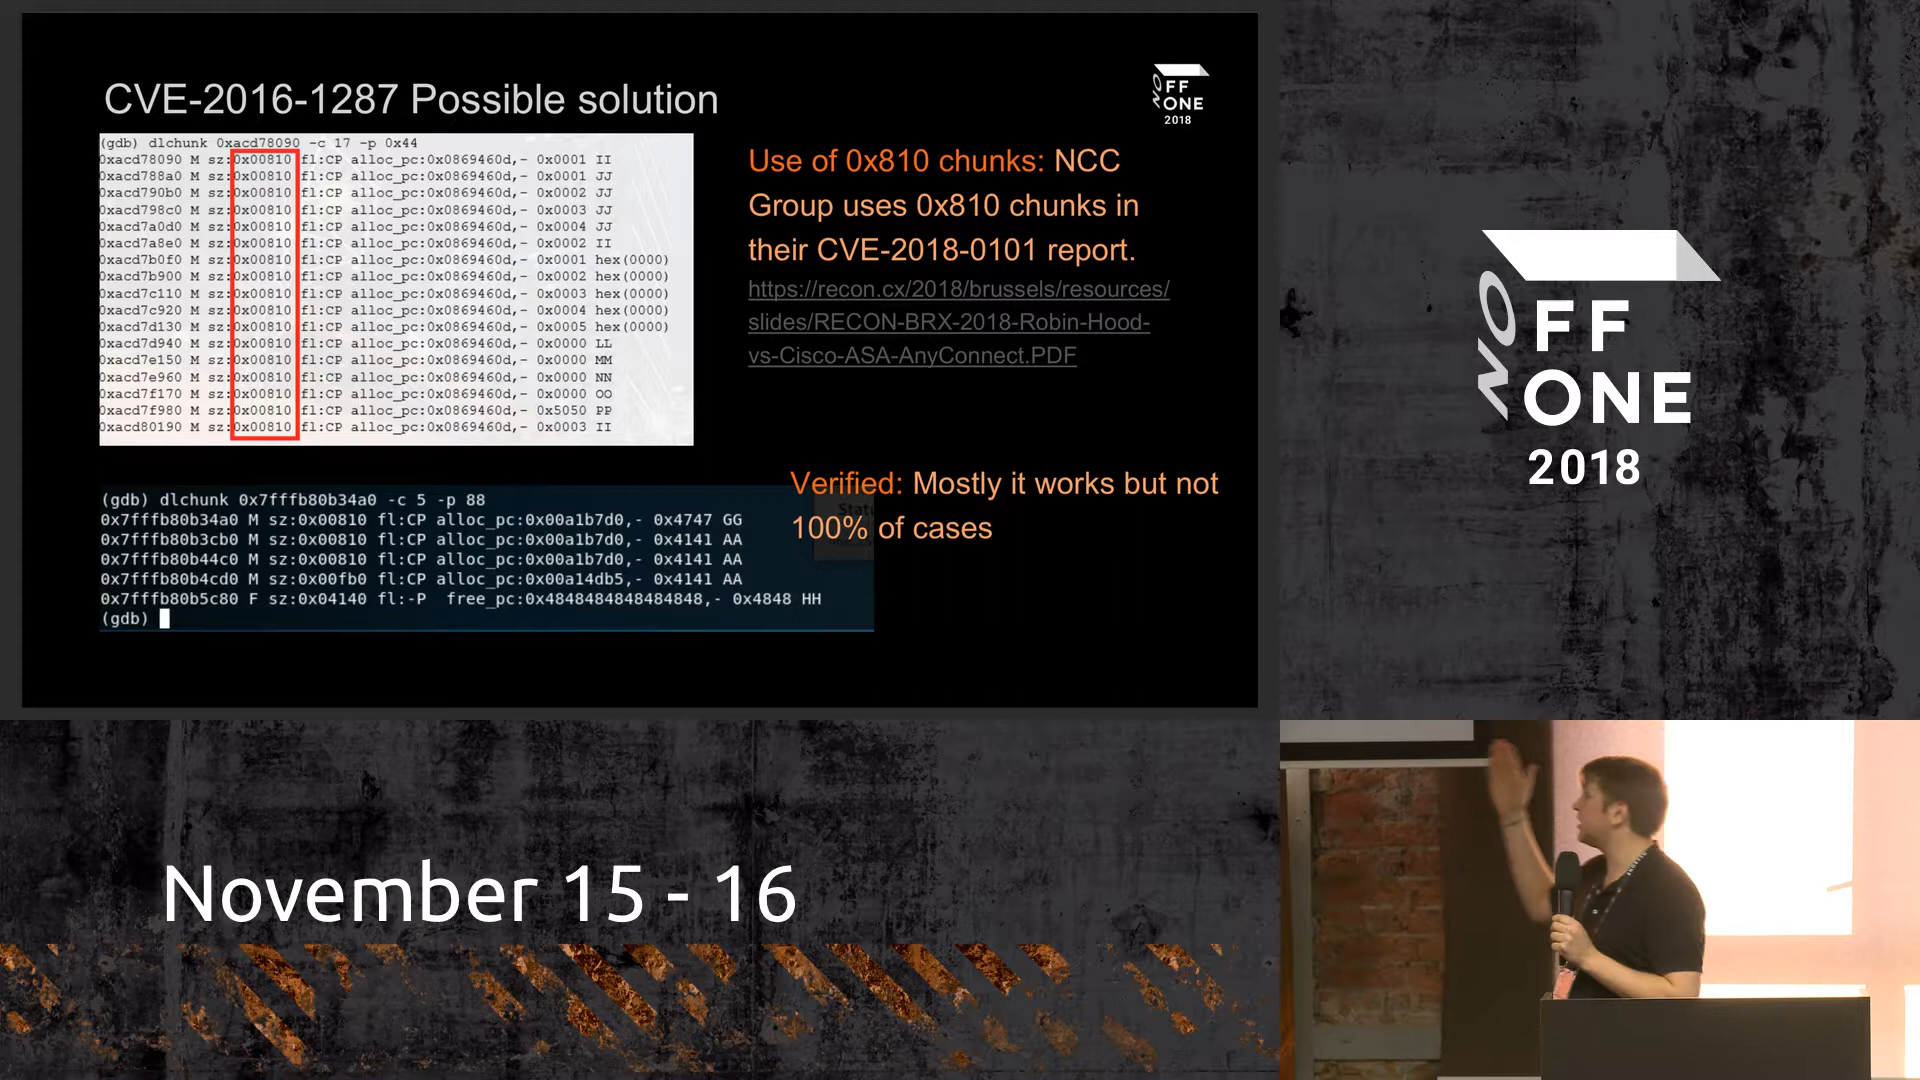 CVE-2016-1287 Possible solution
OFF
NONE
2018
(gdb) dlchunk 0xacd78090 -c 17 -p 0x44
0xacd78090 M sz:0x00810 fl:CP alloc_pc:0x0869460d,- 0x0001 II
0xacd788a0 M sz:0x00810 fl:CP alloc_pc:0x0869460d,- 0x0001 JJ
0xacd790b0 M sz:0x00810 fl:CP alloc_pc:0x0869460d,- 0x0002 JJ
0xacd798c0 M sz:0x00810 fl:CP alloc_pc:0x0869460d,- 0x0003 JJ
0xacd7a0d0 M sz:0x00810 fl:CP alloc_pc:0x0869460d,- 0x0004 JJ
0xacd7a8e0 M sz:0x00810 fl:CP alloc_pc:0x0869460d,- 0x0002 II
0xacd7b0f0 M sz:0x00810 fl:CP alloc_pc:0x0869460d,- 0x0001 hex(0000)
0xacd7b900 M sz:0x00810 fl:CP alloc_pc:0x0869460d,- 0x0002 hex(0000)
0xacd7c110 M sz:0x00810 fl:CP alloc_pc:0x0869460d,- 0x0003 hex(0000)
0xacd7c920 M sz:0x00810 fl:CP alloc_pc:0x0869460d,- 0x0004 hex(0000)
0xacd7d130 M sz:0x00810 fl:CP alloc_pc:0x0869460d,- 0x0005 hex(0000)
0xacd7d940 M sz:0x00810 fl:CP alloc_pc:0x0869460d,- 0x0000 LL
0xacd7e150 M sz:0x00810 fl:CP alloc_pc:0x0869460d,- 0x0000 MM
0xacd7e960 M sz:0x00810 fl:CP alloc_pc:0x0869460d,- 0x0000 NN
0xacd7f170 M sz:0x00810 fl:CP alloc_pc:0x0869460d,- 0x0000 OO
0xacd7f980 M sz:0x00810 fl:CP alloc_pc:0x0869460d,- 0x5050 PP
0xacd80190 M sz:0x00810 fl:CP alloc_pc:0x0869460d,- 0x0003 II
Use of 0x810 chunks: NCC
Group uses 0x810 chunks in
their CVE-2018-0101 report.
https://recon.cx/2018/brussels/resources/
slides/RECON-BRX-2018-Robin-Hood-
vs-Cisco-ASA-AnyConnect.PDF
Verified: Mostly it works but not
100% of cases
(gdb) dlchunk 0x7fffb80b34a0 -c 5 -p 88
0x7fffb80b34a0 M sz:0x00810 fl:CP alloc_pc:0x00a1b7d0,- 0x4747 GG
0x7fffb80b3cb0 M sz:0x00810 fl:CP alloc_pc:0x00a1b7d0,- 0x4141 AA
0x7fffb80b44c0 M sz:0x00810 fl:CP alloc_pc:0x00a1b7d0,- 0x4141 AA
0x7fffb80b4cd0 M sz:0x00fb0 fl:CP alloc_pc:0x00a14db5,- 0x4141 AA
0x7fffb80b5c80 F sz:0x04140 fl:-P free_pc:0x4848484848484848,- 0x4848 HH
(gdb)
OFF
NONE
2018
November 15 - 16